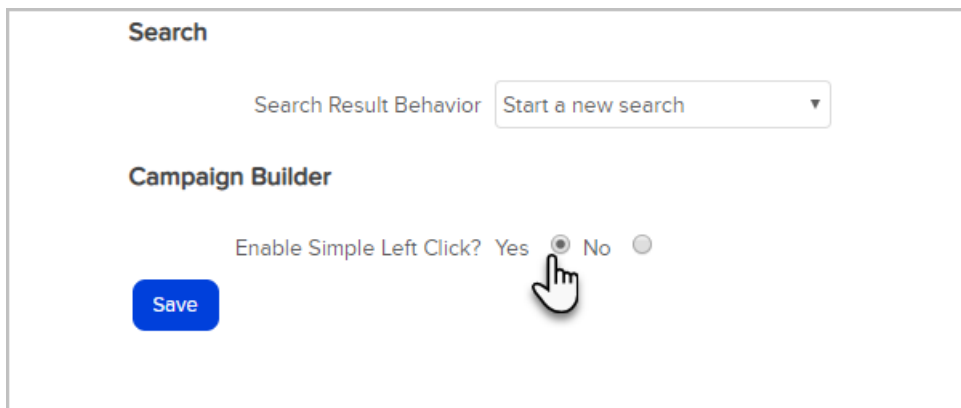 Search
Search Result Behavior Start a new search
Campaign Builder
Enable Simple Left Click? Yes No
Save